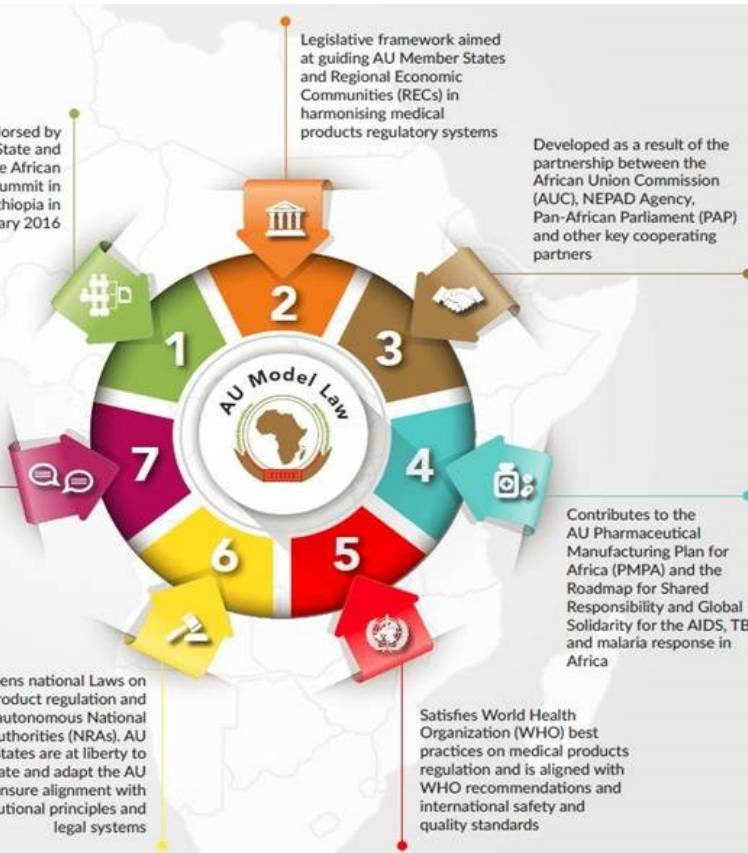 Legislative framework aimed
at guiding AU Member States
and Regional Economic
Communities (RECs) in
harmonising medical
products regulatory systems
dorsed by
State and
e African
ummit in
thiopia in
ary 2016
Developed as a result of the
partnership between the
African Union Commission
(AUC), NEPAD Agency,
Pan-African Parliament (PAP)
and other key cooperating
partners
1
2
3
AU Model Law
7
4
6
5
Contributes to the
AU Pharmaceutical
Manufacturing Plan for
Africa (PMPA) and the
Roadmap for Shared
Responsibility and Global
Solidarity for the AIDS, TB
and malaria response in
Africa
ens national Laws on
roduct regulation and
autonomous National
uthorities (NRAs). AU
tates are at liberty to
ate and adapt the AU
nsure alignment with
utional principles and
legal systems
Satisfies World Health
Organization (WHO) best
practices on medical products
regulation and is aligned with
WHO recommendations and
international safety and
quality standards